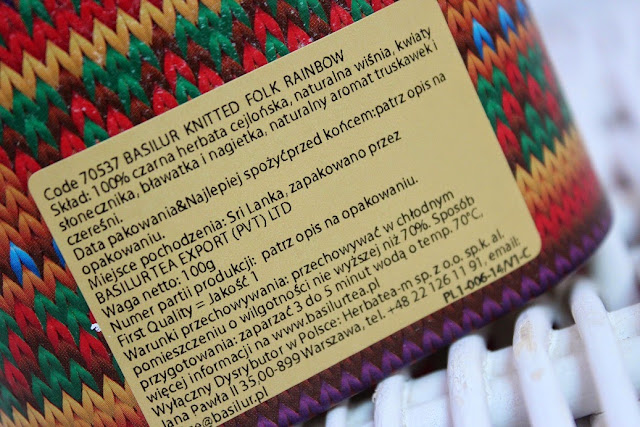 Code 70537 BASILUR KNITTED FOLK RAINBOW
Skład: 100% czarna herbata cejlońska, naturalna wiśnia, kwiaty
słonecznika, bławatka i nagietka, naturalny aromat truskawek i
czereśni.
Data pakowania&Najlepiej spożyćprzed końcem:patrz opis na
opakowaniu.
Miejsce pochodzenia: Sri Lanka, zapakowano przez
BASILURTEA EXPORT (PVT) LTD
Waga netto: 100g
Numer partii produkcji: patrz opis na opakowaniu.
First Quality = Jakość 1
Warunki przechowywania: przechowywać w chłodnym
pomieszczeniu o wilgotności nie wyższej niż 70%. Sposób
przygotowania: zaparzać 3 do 5 minut wodą o temp. 70°C.
więcej informacji na www.basilurtea.pl
Wyłączny Dysrybutor w Polsce: Herbatea-m sp.z o.o. sp.k. al.
Jana Pawła II 35 00-899 Warszawa, tel. +48 22 126 11 91, email:
@basilur.pl
PL1-006-14/V1-C